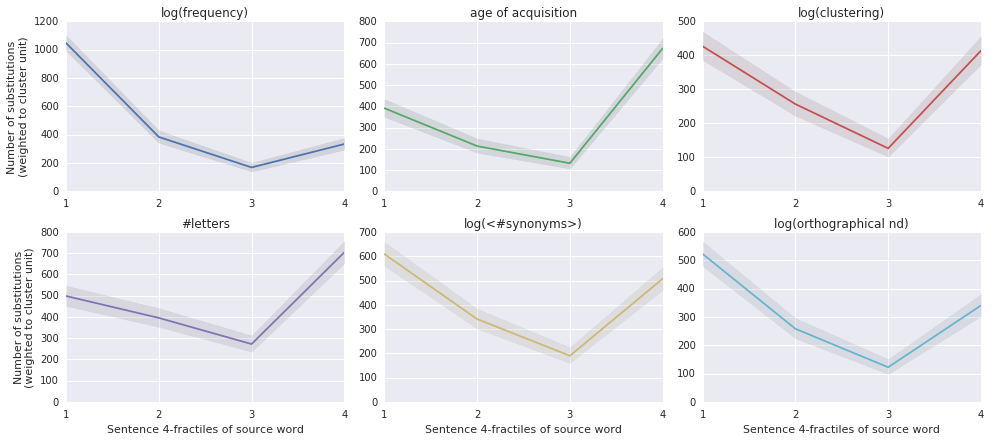 log(frequency)
age of acquisition
log(clustering)
Number of substitutions
(weighted to cluster unit)
1200
1000
800
600
400
200
0
1 2 3 4
800
700
600
500
400
300
200
100
0
1 2 3 4
500
400
300
200
100
0
1 2 3 4
#letters
log(<#synonyms>)
log(orthographical nd)
Number of substitutions
(weighted to cluster unit)
800
700
600
500
400
300
200
100
0
1 2 3 4
Sentence 4-fractiles of source word
700
600
500
400
300
200
100
0
1 2 3 4
Sentence 4-fractiles of source word
600
500
400
300
200
100
0
1 2 3 4
Sentence 4-fractiles of source word